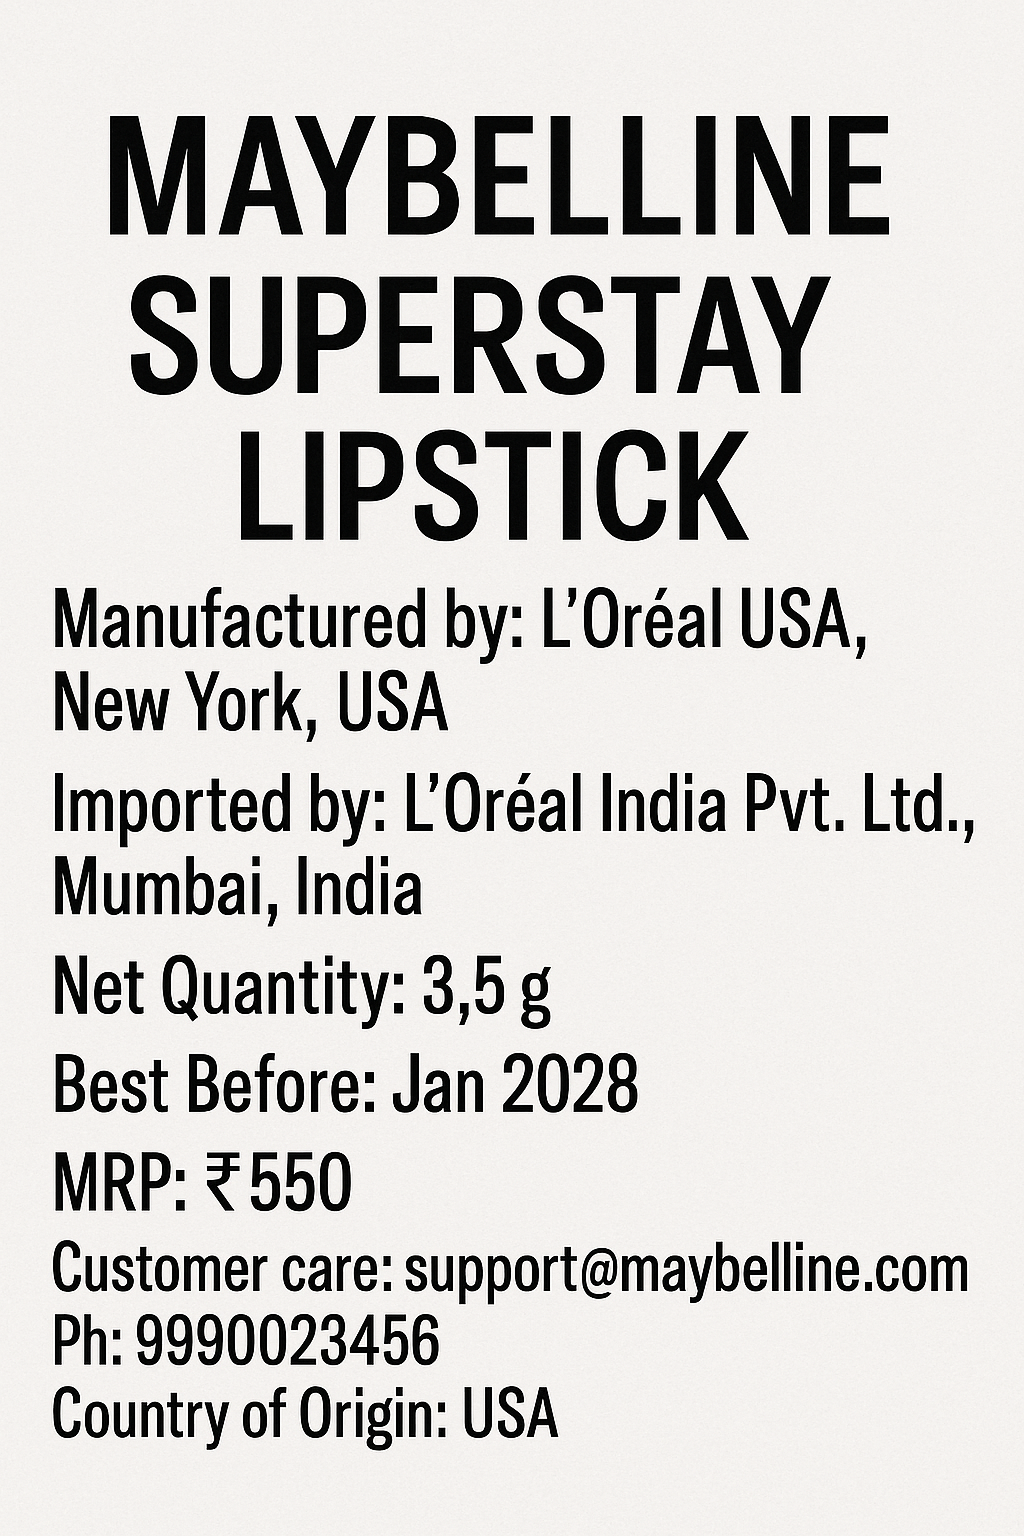 MAYBELLINE
SUPERSTAY
LIPSTICK
Manufactured by: L’Oréal USA,
New York, USA
Imported by: L’Oréal India Pvt. Ltd.,
Mumbai, India
Net Quantity: 3,5 g
Best Before: Jan 2028
MRP: ₹550
Customer care: support@maybelline.com
Ph: 9990023456
Country of Origin: USA